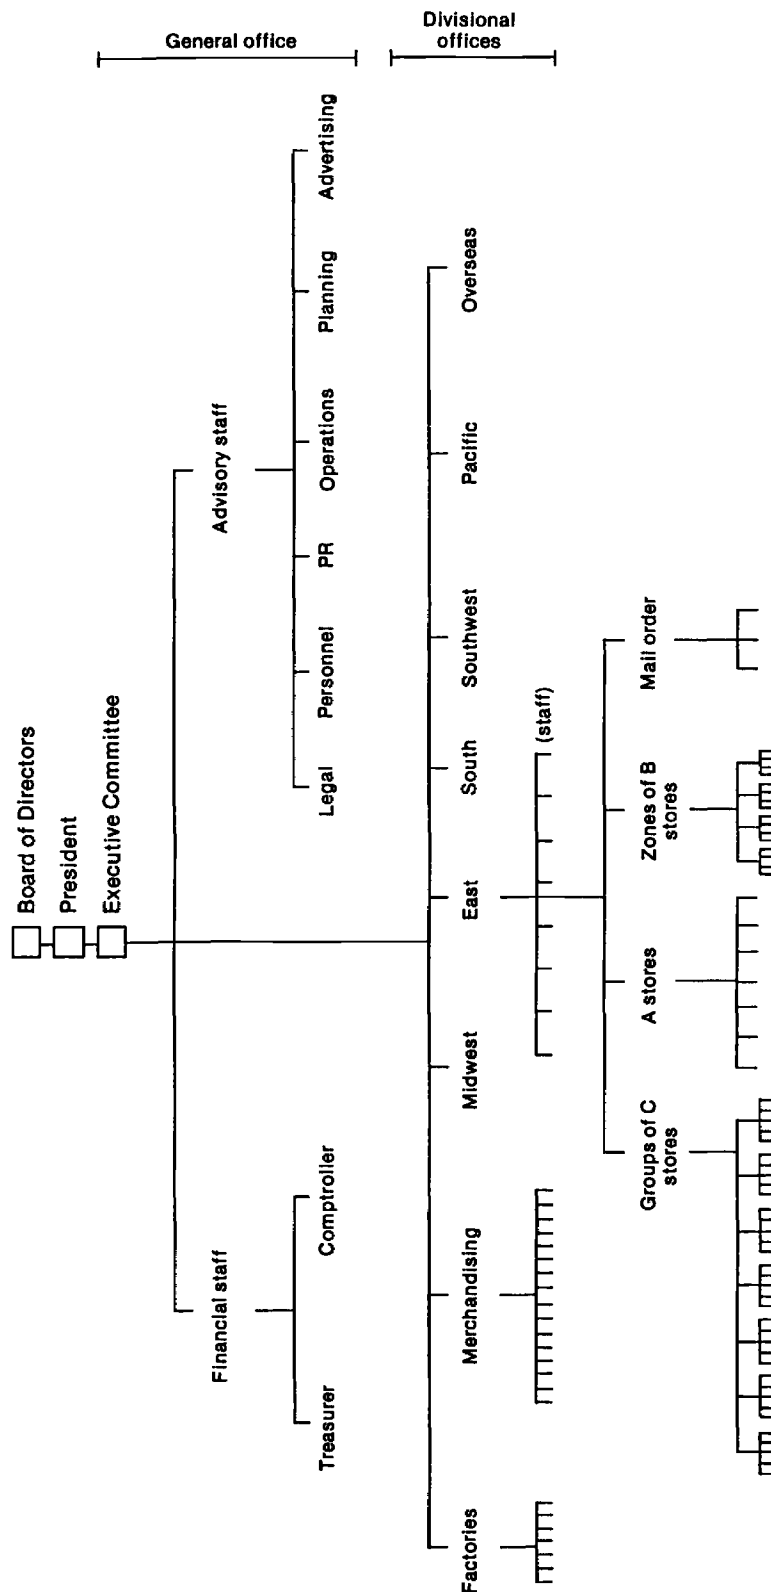 Board of Directors
President
Executive Committee
General office
Financial staff
Advisory staff
Treasurer
Comptroller
Legal
Personnel
PR
Operations
Planning
Advertising
Divisional
offices
Factories
Merchandising
Midwest
East
South
Southwest
Pacific
Overseas
(staff)
Groups of C
stores
A stores
Zones of B
stores
Mail order